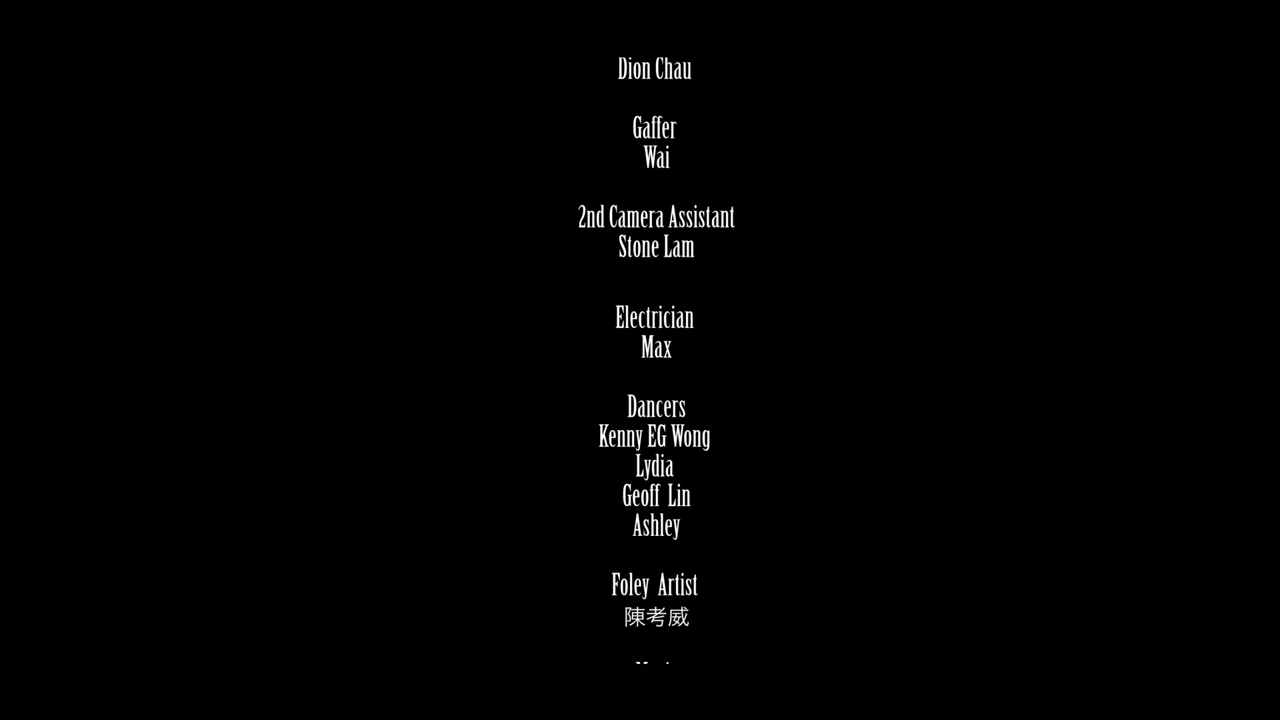 Dion Chau
Gaffer
Wai
2nd Camera Assistant
Stone Lam
Electrician
Max
Dancers
Kenny EG Wong
Lydia
Geoff Lin
Ashley
Foley Artist
陳考威